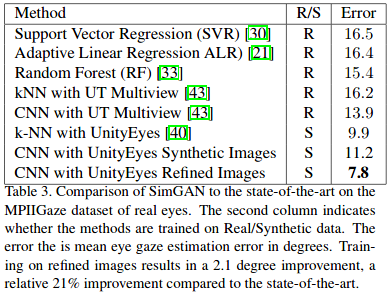 Method R/S Error
Support Vector Regression (SVR) [30] R 16.5
Adaptive Linear Regression ALR) [21] R 16.4
Random Forest (RF) [33] R 15.4
kNN with UT Multiview [43] R 16.2
CNN with UT Multiview [43] R 13.9
k-NN with UnityEyes [40] S 9.9
CNN with UnityEyes Synthetic Images S 11.2
CNN with UnityEyes Refined Images S 7.8
Table 3. Comparison of SimGAN to the state-of-the-art on the
MPIIGaze dataset of real eyes. The second column indicates
whether the methods are trained on Real/Synthetic data. The
error the is mean eye gaze estimation error in degrees. Train-
ing on refined images results in a 2.1 degree improvement, a
relative 21% improvement compared to the state-of-the-art.